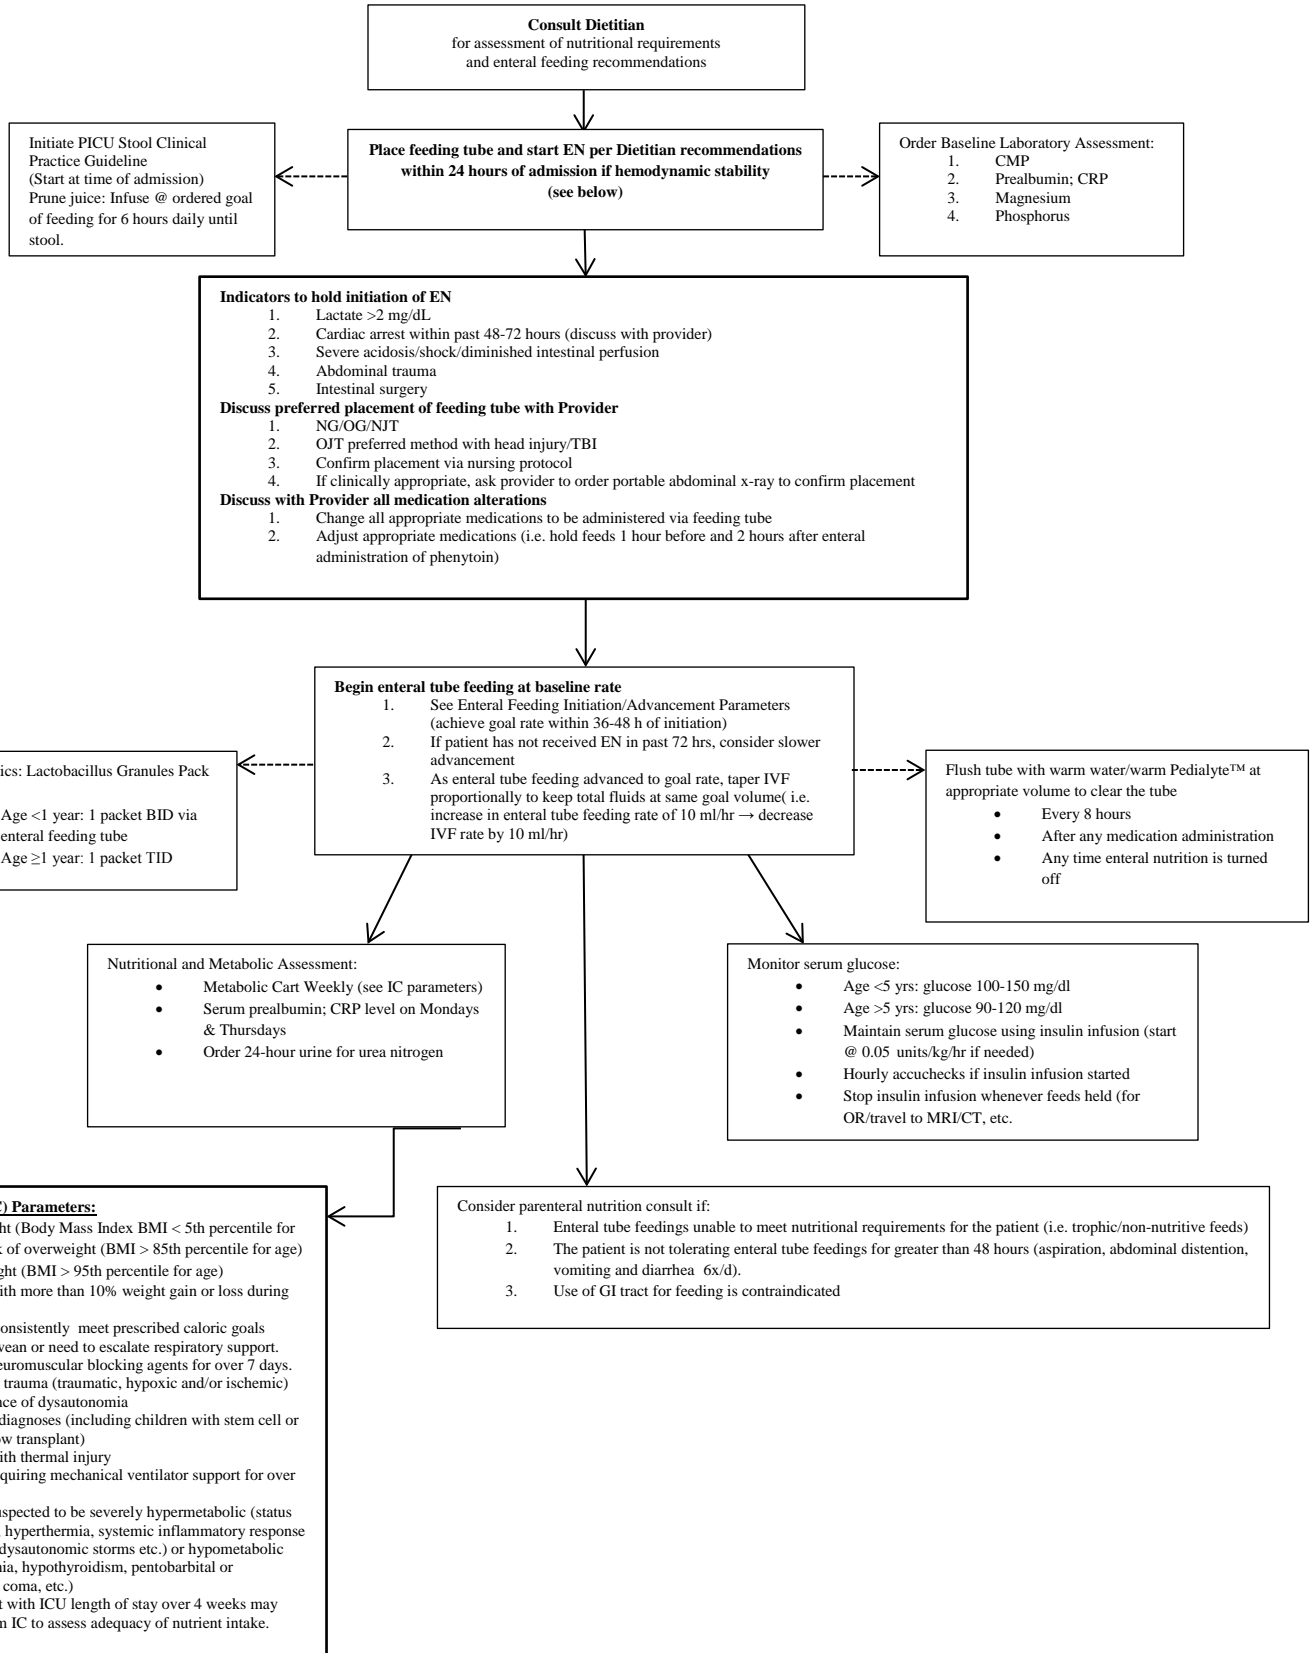 Consult Dietitian
for assessment of nutritional requirements
and enteral feeding recommendations
Initiate PICU Stool Clinical
Practice Guideline
(Start at time of admission)
Prune juice: Infuse @ ordered goal
of feeding for 6 hours daily until
stool.
Place feeding tube and start EN per Dietitian recommendations
within 24 hours of admission if hemodynamic stability
(see below)
Order Baseline Laboratory Assessment:
1. CMP
2. Prealbumin; CRP
3. Magnesium
4. Phosphorus
Indicators to hold initiation of EN
1. Lactate >2 mg/dL
2. Cardiac arrest within past 48-72 hours (discuss with provider)
3. Severe acidosis/shock/diminished intestinal perfusion
4. Abdominal trauma
5. Intestinal surgery
Discuss preferred placement of feeding tube with Provider
1. NG/OG/NJT
2. OJT preferred method with head injury/TBI
3. Confirm placement via nursing protocol
4. If clinically appropriate, ask provider to order portable abdominal x-ray to confirm placement
Discuss with Provider all medication alterations
1. Change all appropriate medications to be administered via feeding tube
2. Adjust appropriate medications (i.e. hold feeds 1 hour before and 2 hours after enteral
administration of phenytoin)
Begin enteral tube feeding at baseline rate
1. See Enteral Feeding Initiation/Advancement Parameters
(achieve goal rate within 36-48 h of initiation)
2. If patient has not received EN in past 72 hrs, consider slower
advancement
3. As enteral tube feeding advanced to goal rate, taper IVF
proportionally to keep total fluids at same goal volume( i.e.
increase in enteral tube feeding rate of 10 ml/hr → decrease
IVF rate by 10 ml/hr)
ics: Lactobacillus Granules Pack
Age <1 year: 1 packet BID via
enteral feeding tube
Age ≥1 year: 1 packet TID
Flush tube with warm water/warm Pedialyte™ at
appropriate volume to clear the tube
• Every 8 hours
• After any medication administration
• Any time enteral nutrition is turned
off
Nutritional and Metabolic Assessment:
• Metabolic Cart Weekly (see IC parameters)
• Serum prealbumin; CRP level on Mondays
& Thursdays
• Order 24-hour urine for urea nitrogen
Monitor serum glucose:
• Age <5 yrs: glucose 100-150 mg/dl
• Age >5 yrs: glucose 90-120 mg/dl
• Maintain serum glucose using insulin infusion (start
@ 0.05 units/kg/hr if needed)
• Hourly accuchecks if insulin infusion started
• Stop insulin infusion whenever feeds held (for
OR/travel to MRI/CT, etc.
C) Parameters:
ht (Body Mass Index BMI < 5th percentile for
k of overweight (BMI > 85th percentile for age)
ght (BMI > 95th percentile for age)
ith more than 10% weight gain or loss during
onsistently meet prescribed caloric goals
wean or need to escalate respiratory support.
euromuscular blocking agents for over 7 days.
trauma (traumatic, hypoxic and/or ischemic)
nce of dysautonomia
diagnoses (including children with stem cell or
ow transplant)
ith thermal injury
quiring mechanical ventilator support for over
uspected to be severely hypermetabolic (status
, hyperthermia, systemic inflammatory response
dysautonomic storms etc.) or hypometabolic
nia, hypothyroidism, pentobarbital or
coma, etc.)
t with ICU length of stay over 4 weeks may
m IC to assess adequacy of nutrient intake.
Consider parenteral nutrition consult if:
1. Enteral tube feedings unable to meet nutritional requirements for the patient (i.e. trophic/non-nutritive feeds)
2. The patient is not tolerating enteral tube feedings for greater than 48 hours (aspiration, abdominal distention,
vomiting and diarrhea 6x/d).
3. Use of GI tract for feeding is contraindicated